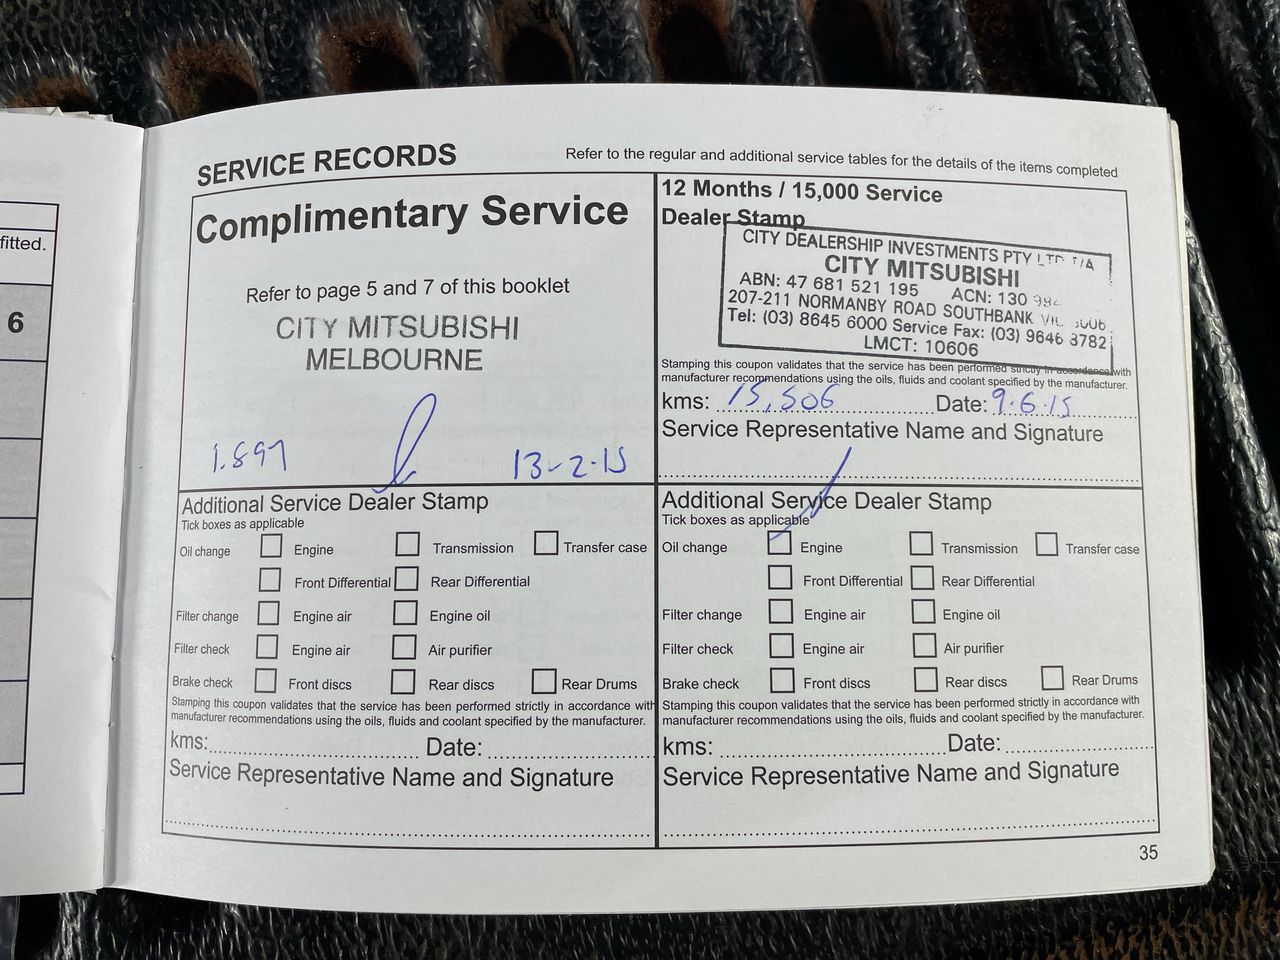 fitted.
6
SERVICE RECORDS
Refer to the regular and additional service tables for the details of the items completed
Complimentary Service
Refer to page 5 and 7 of this booklet
CITY MITSUBISHI
MELBOURNE
1.897 13-2-15
12 Months / 15,000 Service
Dealer Stamp
CITY DEALERSHIP INVESTMENTS PTY LTD T/A
CITY MITSUBISHI
ABN: 47 681 521 195 ACN: 130
207-211 NORMANBY ROAD SOUTHBANK VIC 3006
Tel: (03) 8645 6000 Service Fax: (03) 9646 3782
LMCT: 10606
Stamping this coupon validates that the service has been performed strictly in accordance with
manufacturer recommendations using the oils, fluids and coolant specified by the manufacturer.
kms: 15,506 Date: 9.6.15
Service Representative Name and Signature
Additional Service Dealer Stamp
Tick boxes as applicable
Oil change Engine Transmission Transfer case
Front Differential Rear Differential
Filter change Engine air Engine oil
Filter check Engine air Air purifier
Brake check Front discs Rear discs Rear Drums
Stamping this coupon validates that the service has been performed strictly in accordance with
manufacturer recommendations using the oils, fluids and coolant specified by the manufacturer.
kms: Date:
Service Representative Name and Signature
Additional Service Dealer Stamp
Tick boxes as applicable
Oil change Engine Transmission Transfer case
Front Differential Rear Differential
Filter change Engine air Engine oil
Filter check Engine air Air purifier
Brake check Front discs Rear discs Rear Drums
Stamping this coupon validates that the service has been performed strictly in accordance with
manufacturer recommendations using the oils, fluids and coolant specified by the manufacturer.
kms: Date:
Service Representative Name and Signature
35